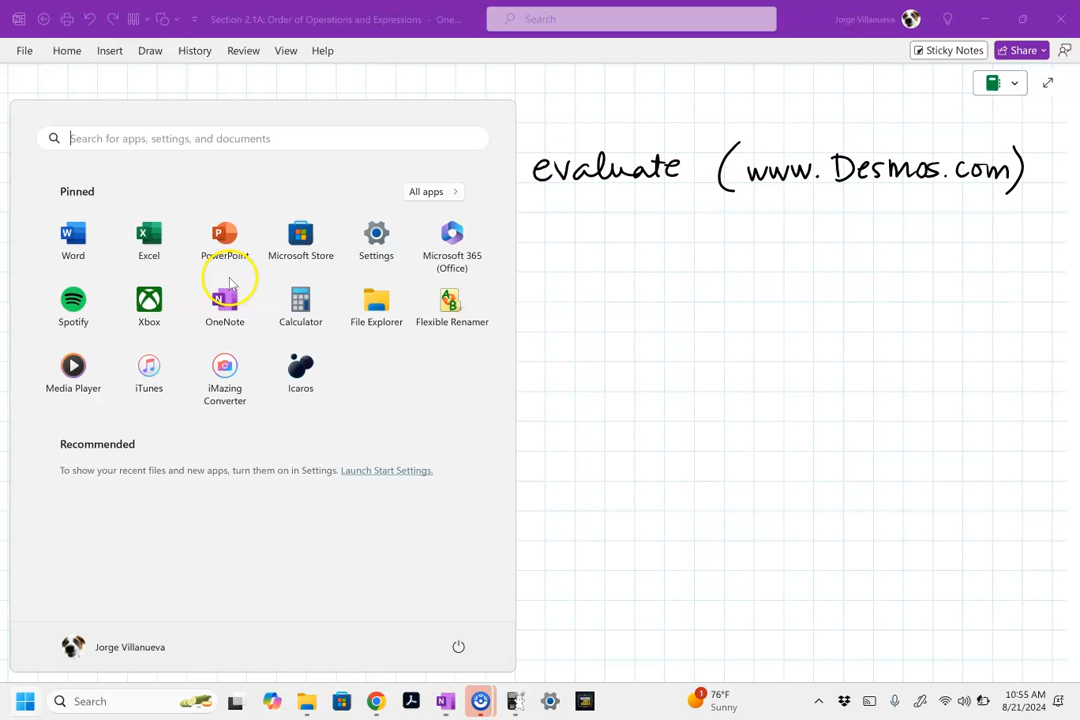 Section 2.1A: Order of Operations and Expressions - One...
Search
Jorge Villanueva
File Home Insert Draw History Review View Help
Sticky Notes Share
Search for apps, settings, and documents
evaluate (www.Desmos.com)
Pinned
All apps >
Word Excel PowerPoint Microsoft Store Settings Microsoft 365
(Office)
Spotify Xbox OneNote Calculator File Explorer Flexible Renamer
Media Player iTunes iMazing Icaros
Converter
Recommended
To show your recent files and new apps, turn them on in Settings. Launch Start Settings.
Jorge Villanueva
Search
1
76°F
Sunny
10:55 AM
8/21/2024